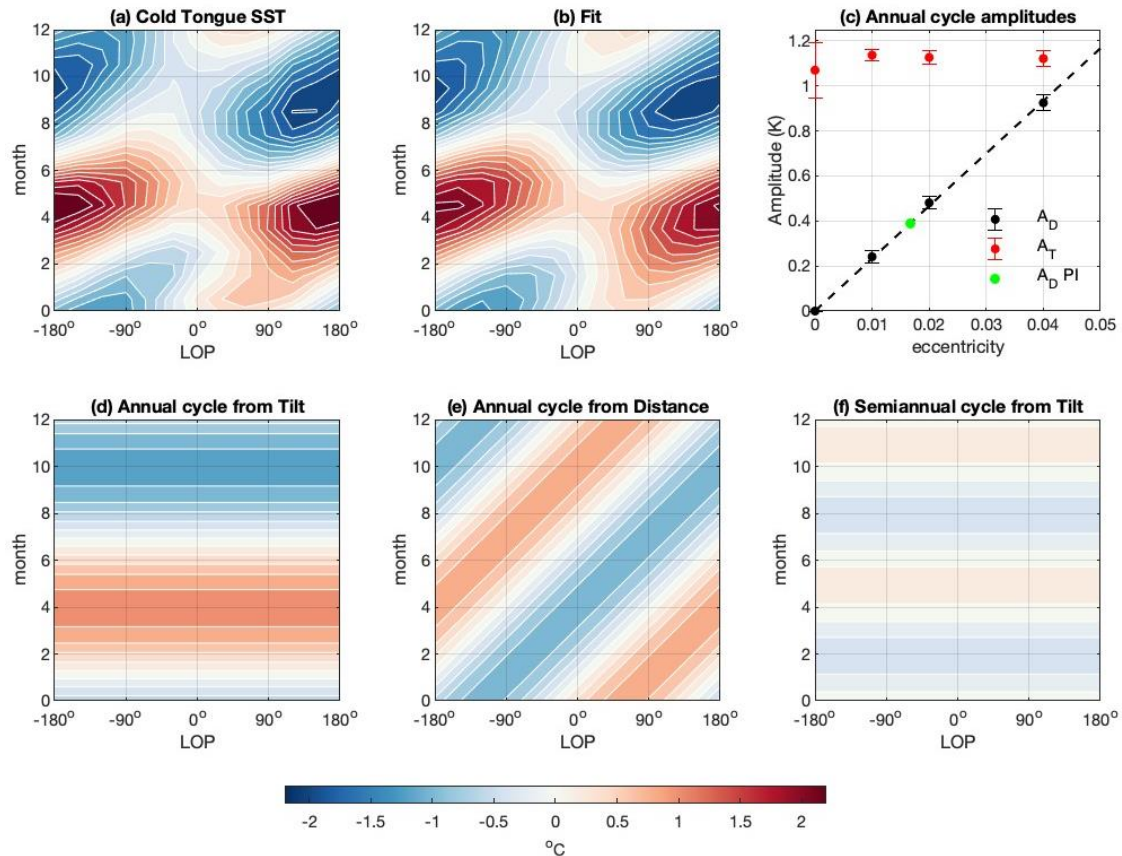 (a) Cold Tongue SST
month
12
10
8
6
4
2
0
-180° -90° 0° 90° 180°
LOP
(b) Fit
month
12
10
8
6
4
2
0
-180° -90° 0° 90° 180°
LOP
(c) Annual cycle amplitudes
Amplitude (K)
1.2
1
0.8
0.6
0.4
0.2
0
0 0.01 0.02 0.03 0.04 0.05
eccentricity
A_D
A_T
A_D PI
(d) Annual cycle from Tilt
month
12
10
8
6
4
2
0
-180° -90° 0° 90° 180°
LOP
(e) Annual cycle from Distance
month
12
10
8
6
4
2
0
-180° -90° 0° 90° 180°
LOP
(f) Semiannual cycle from Tilt
month
12
10
8
6
4
2
0
-180° -90° 0° 90° 180°
LOP
-2 -1.5 -1 -0.5 0 0.5 1 1.5 2
°C